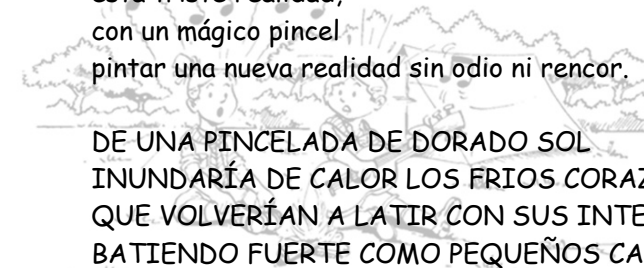 con un mágico pincel
pintar una nueva realidad sin odio ni rencor.
DE UNA PINCELADA DE DORADO SOL
INUNDARÍA DE CALOR LOS FRIOS
QUE VOLVERÍAN A LATIR CON SUS
BATIENDO FUERTE COMO PEQUEÑOS